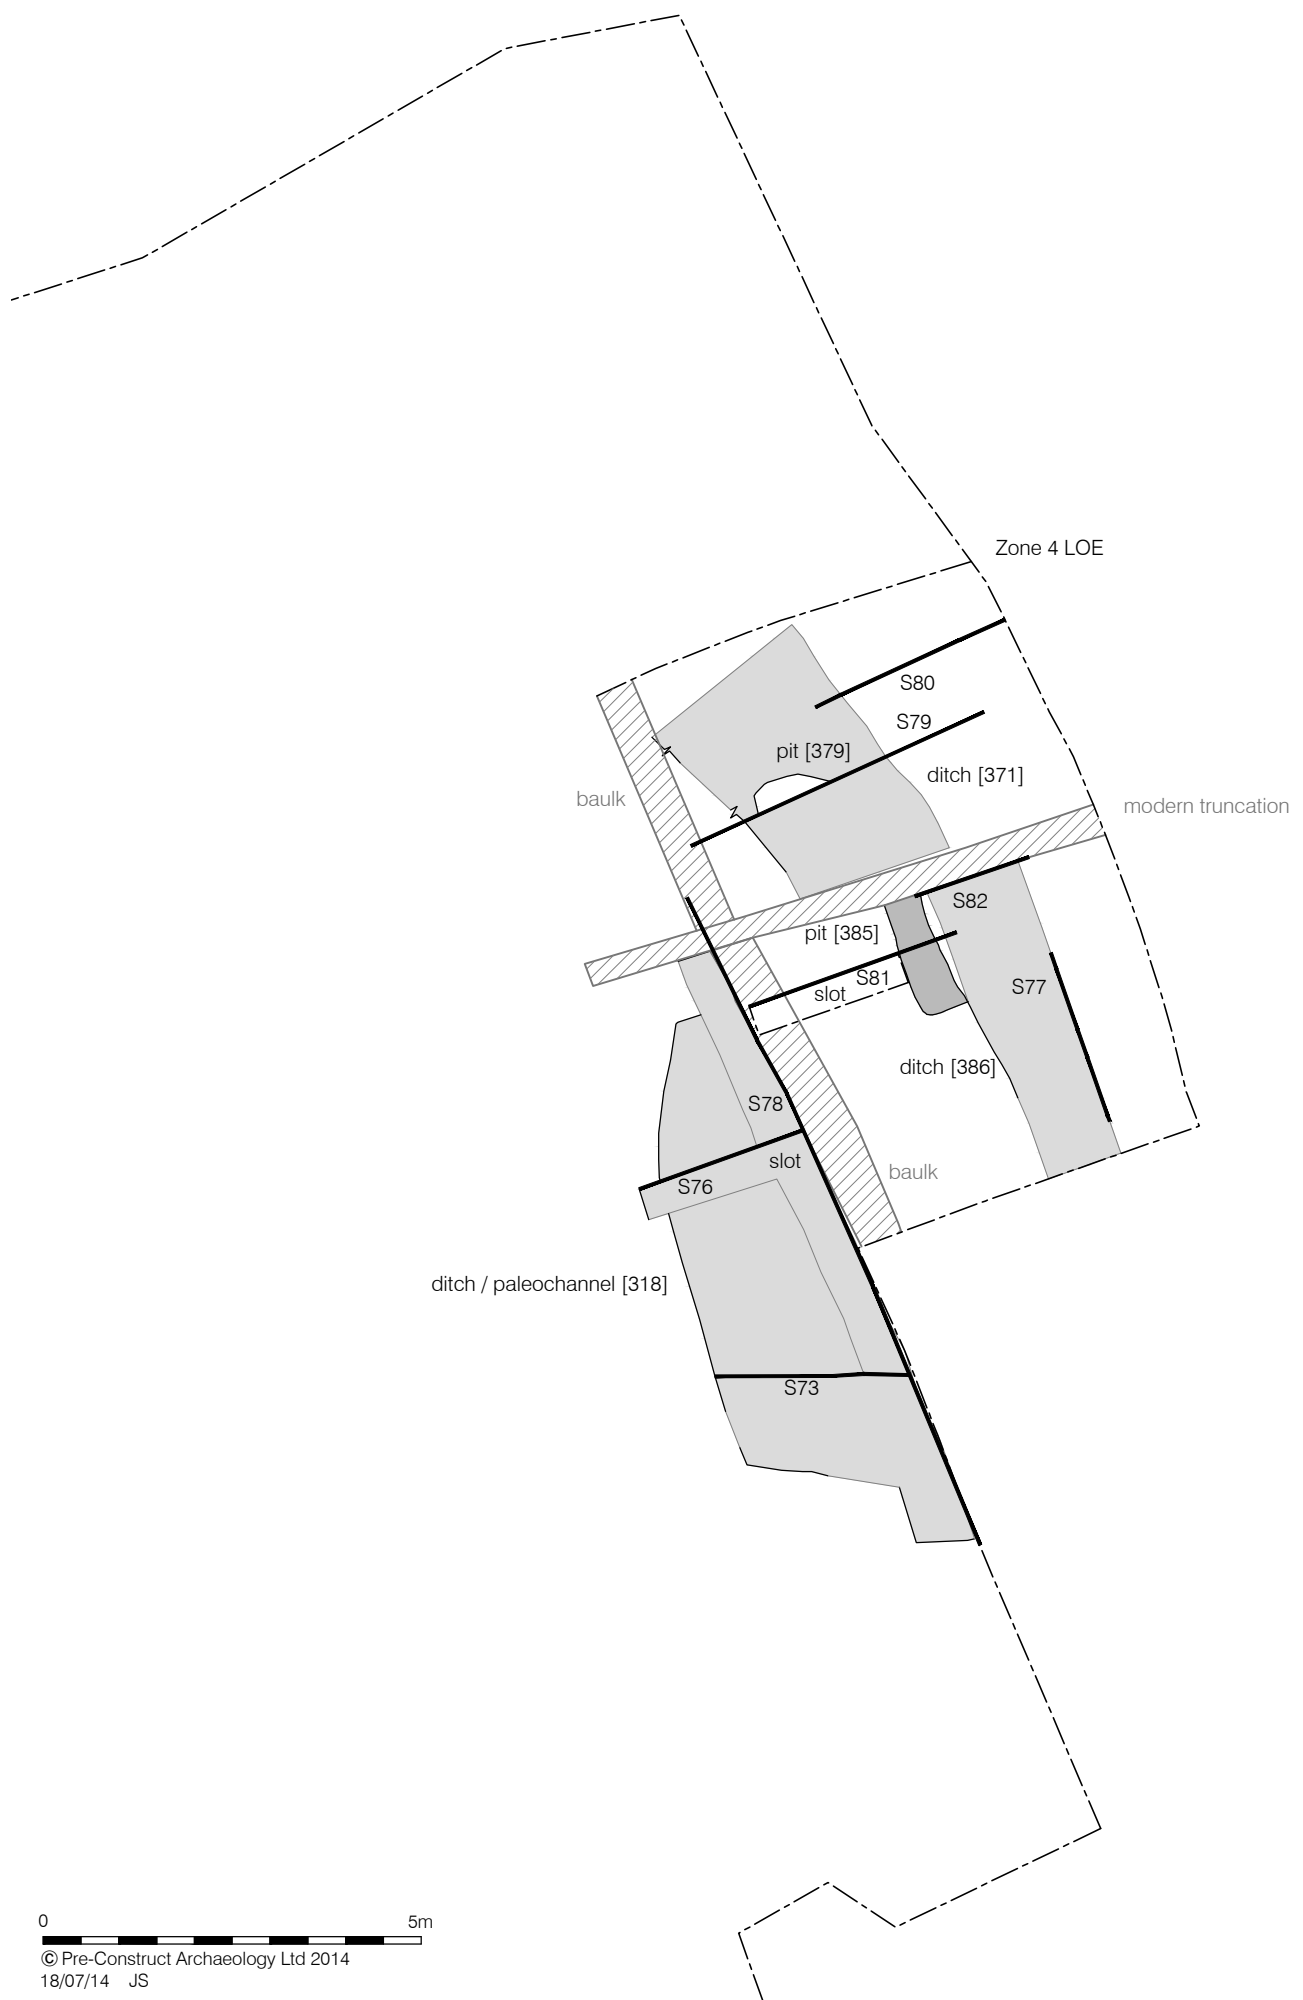 Zone 4 LOE
S80
S79
pit [379]
ditch [371]
baulk
modern truncation
S82
pit [385]
S81
slot
S77
ditch [386]
S78
slot
baulk
S76
ditch / paleochannel [318]
S73
0 5m
© Pre-Construct Archaeology Ltd 2014
18/07/14 JS